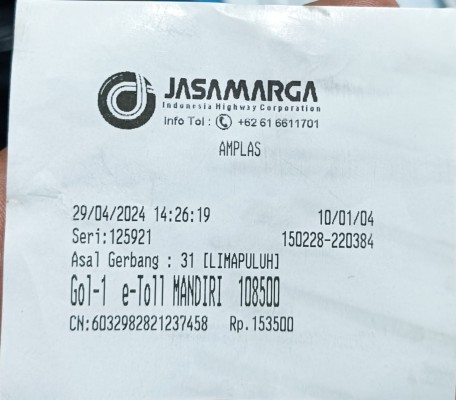 JASAMARGA
Indonesia Highway Corporation
Info Tol : +62 61 6611701
AMPLAS
29/04/2024 14:26:19 10/01/04
Seri:125921 150228-220384
Asal Gerbang : 31 [LIMAPULUH]
Gol-1 e-Toll MANDIRI 108500
CN:6032982821237458 Rp.153500